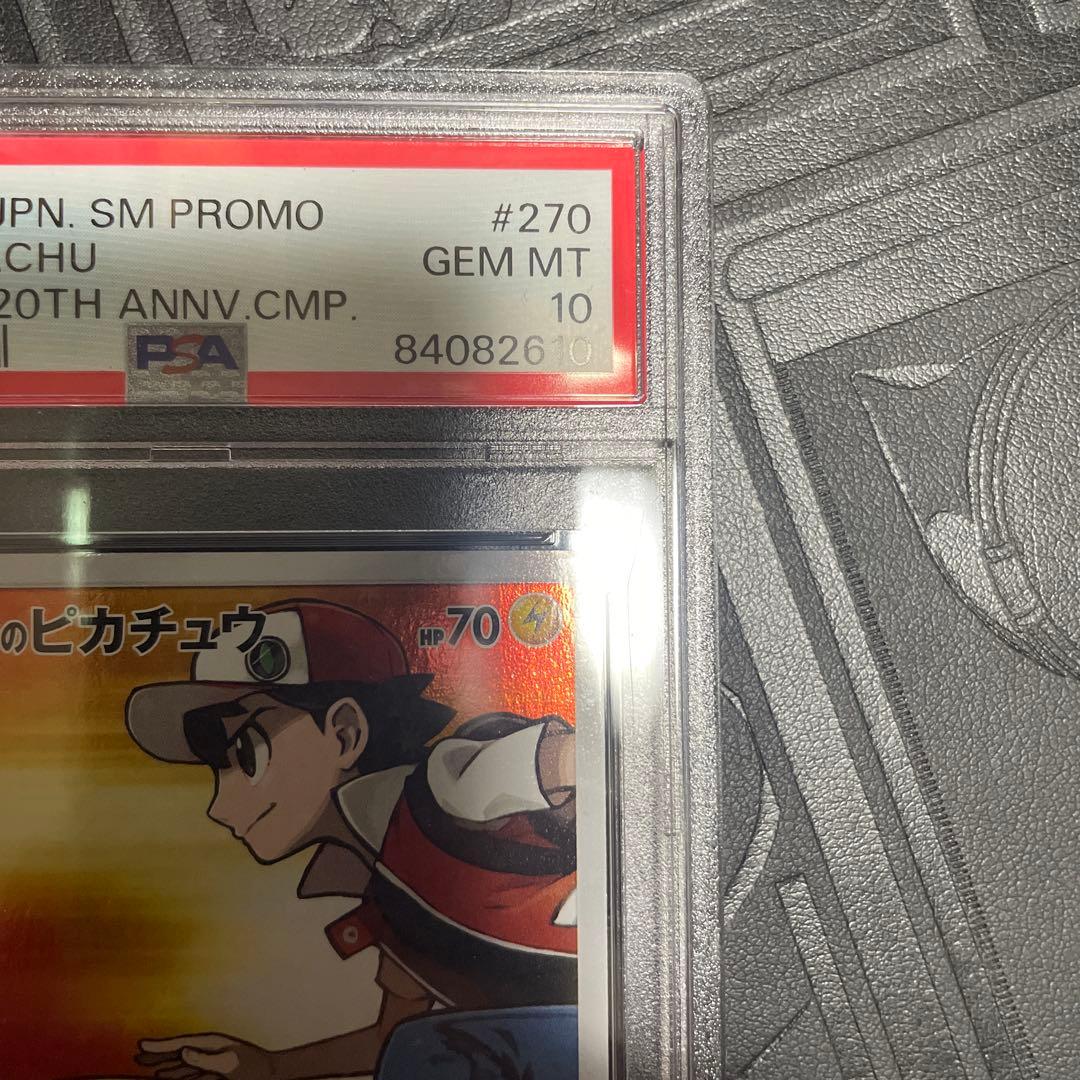 JPN. SM PROMO #270
CHU GEM MT
20TH ANNV.CMP. 10
PSA 84082610
のピカチュウ HP70